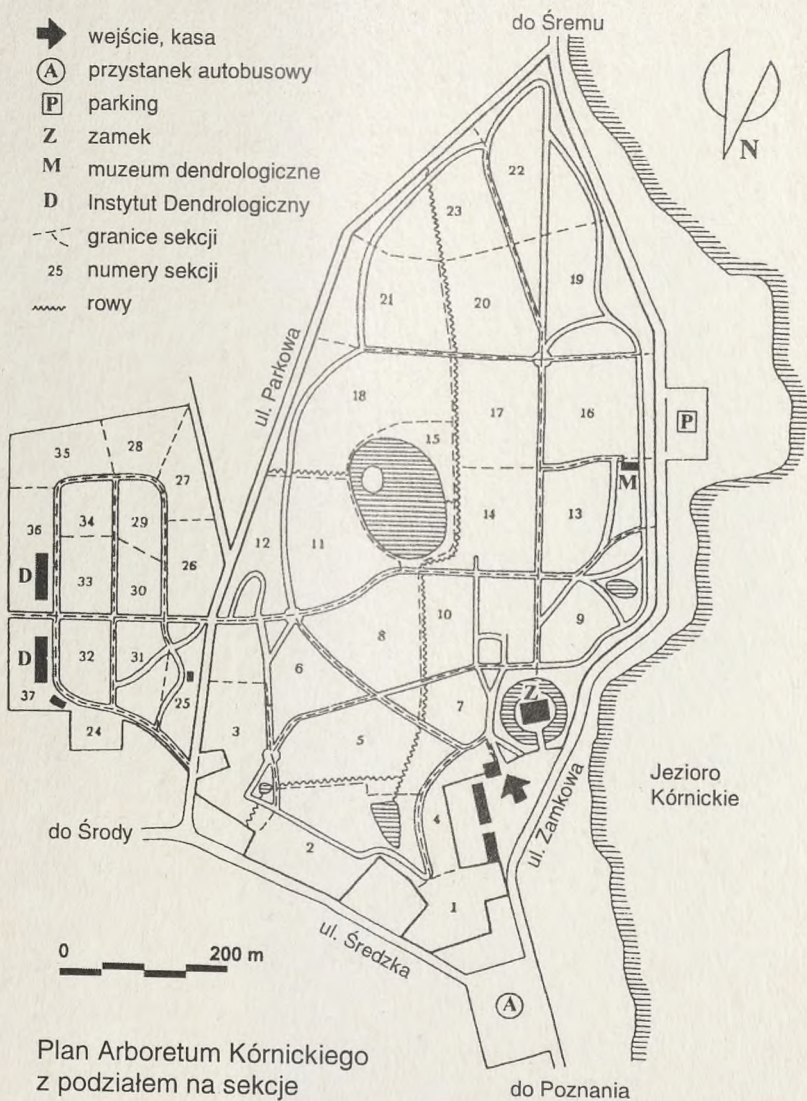 wejście, kasa
A przystanek autobusowy
P parking
Z zamek
M muzeum dendrologiczne
D Instytut Dendrologiczny
granice sekcji
25 numery sekcji
rowy
do Śremu
N
22
23
19
21
20
ul. Parkowa
18
17
16
P
15
M
35
28
27
36
34
29
14
13
12
11
26
D
33
30
10
9
8
32
31
D
6
7
Z
37
25
3
5
24
4
Jezioro
Kórnickie
ul. Zamkowa
do Środy
2
1
ul. Średzka
0 200 m
A
Plan Arboretum Kórnickiego
z podziałem na sekcje
do Poznania